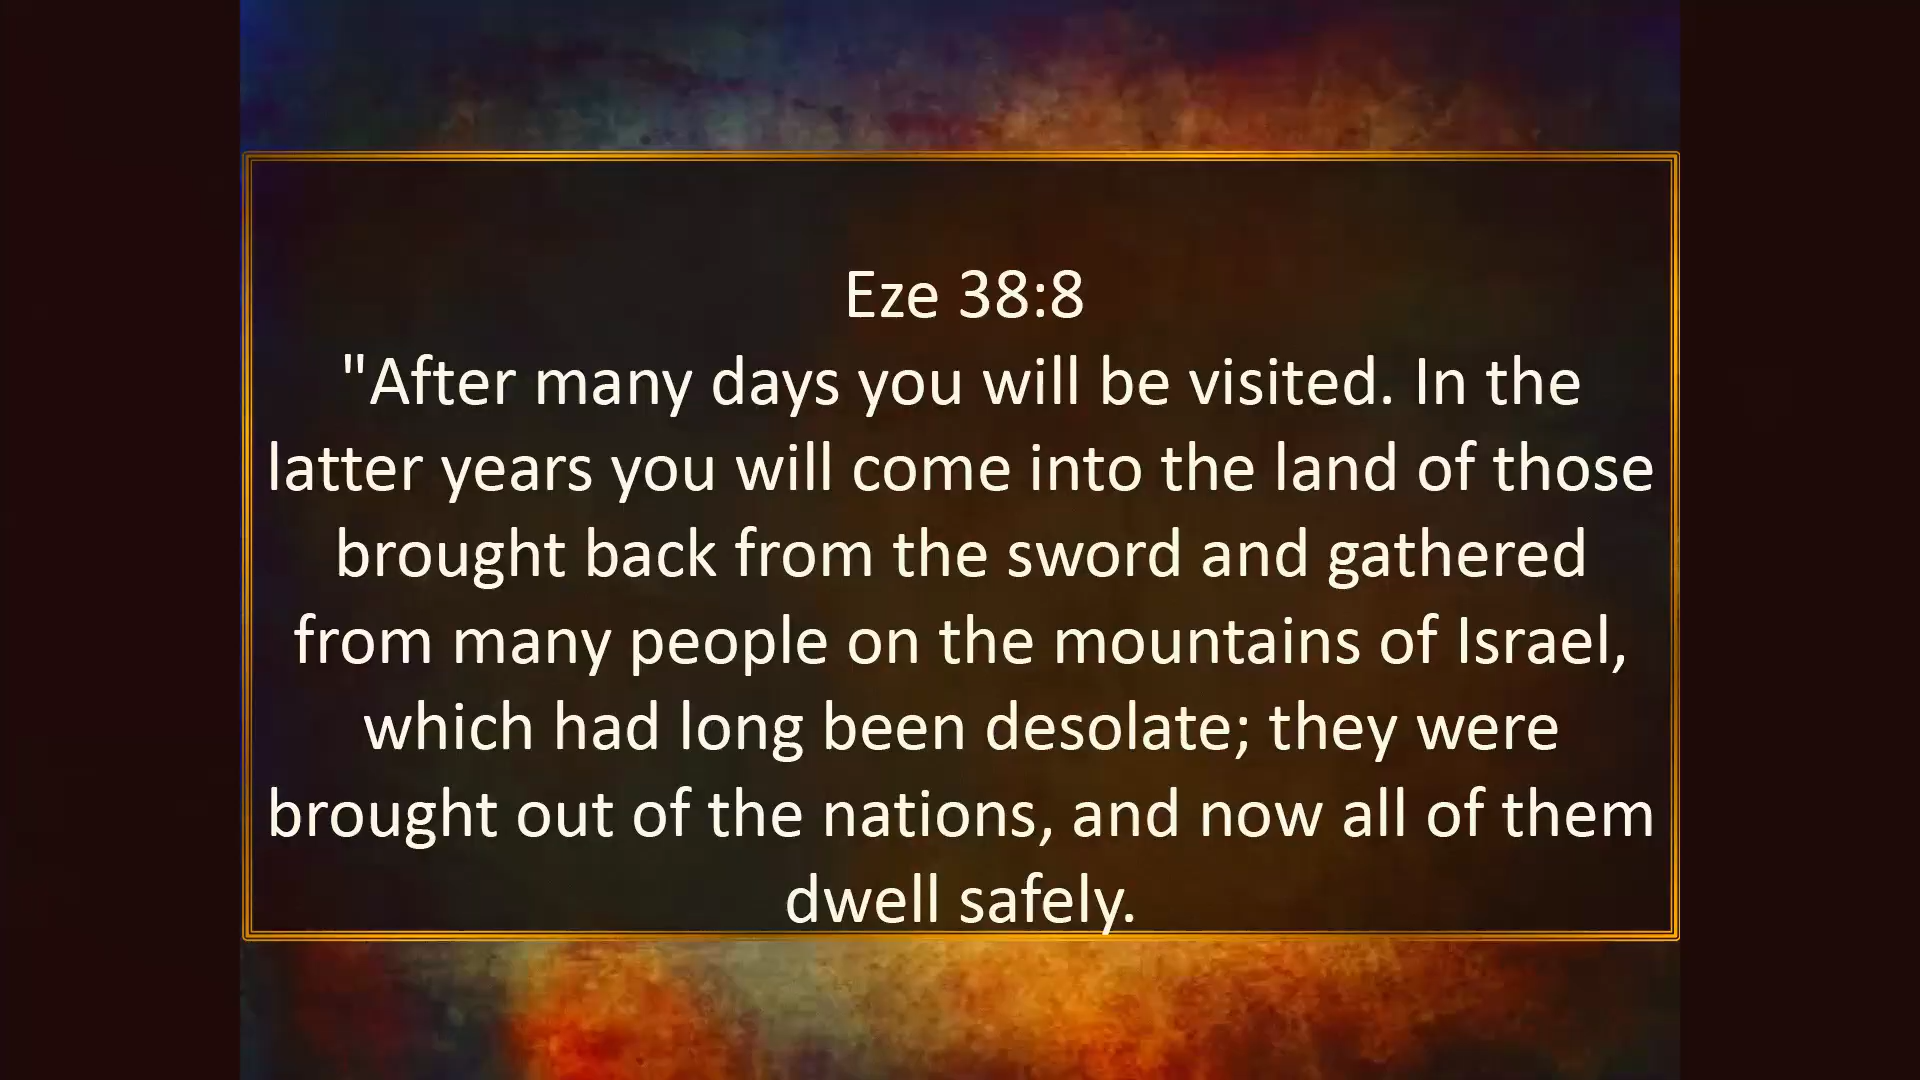 Eze 38:8
"After many days you will be visited. In the
latter years you will come into the land of those
brought back from the sword and gathered
from many people on the mountains of Israel,
which had long been desolate; they were
brought out of the nations, and now all of them
dwell safely.